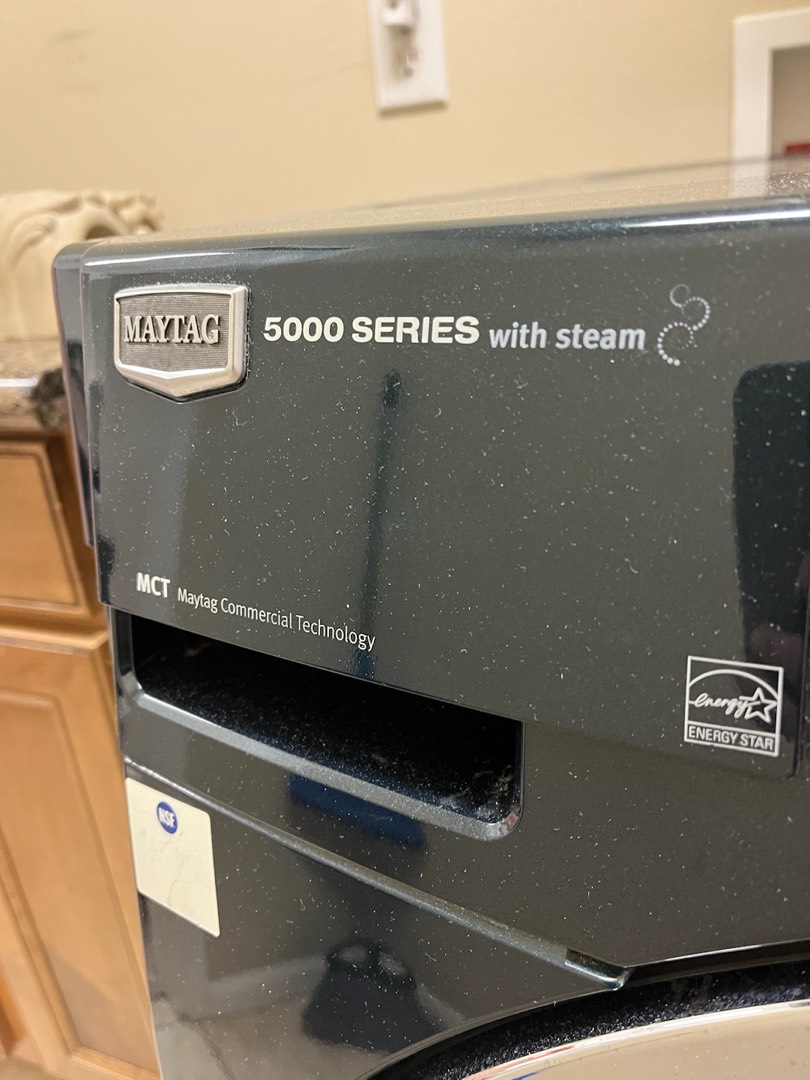 MAYTAG
5000 SERIES with steam
MCT Maytag Commercial Technology
energy
ENERGY STAR
NSF